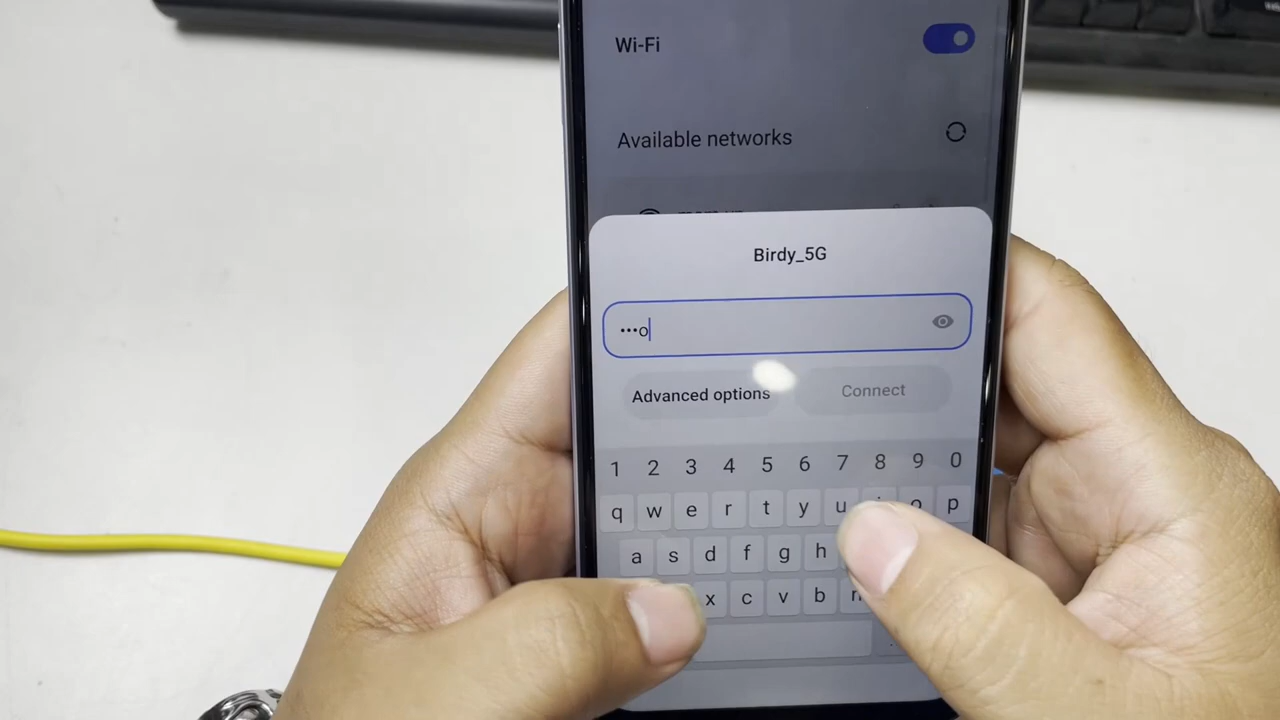 Wi-Fi
Available networks
Birdy_5G
•••o
Advanced options
Connect
1 2 3 4 5 6 7 8 9 0
q w e r t y u o p
a s d f g h
x c v b n